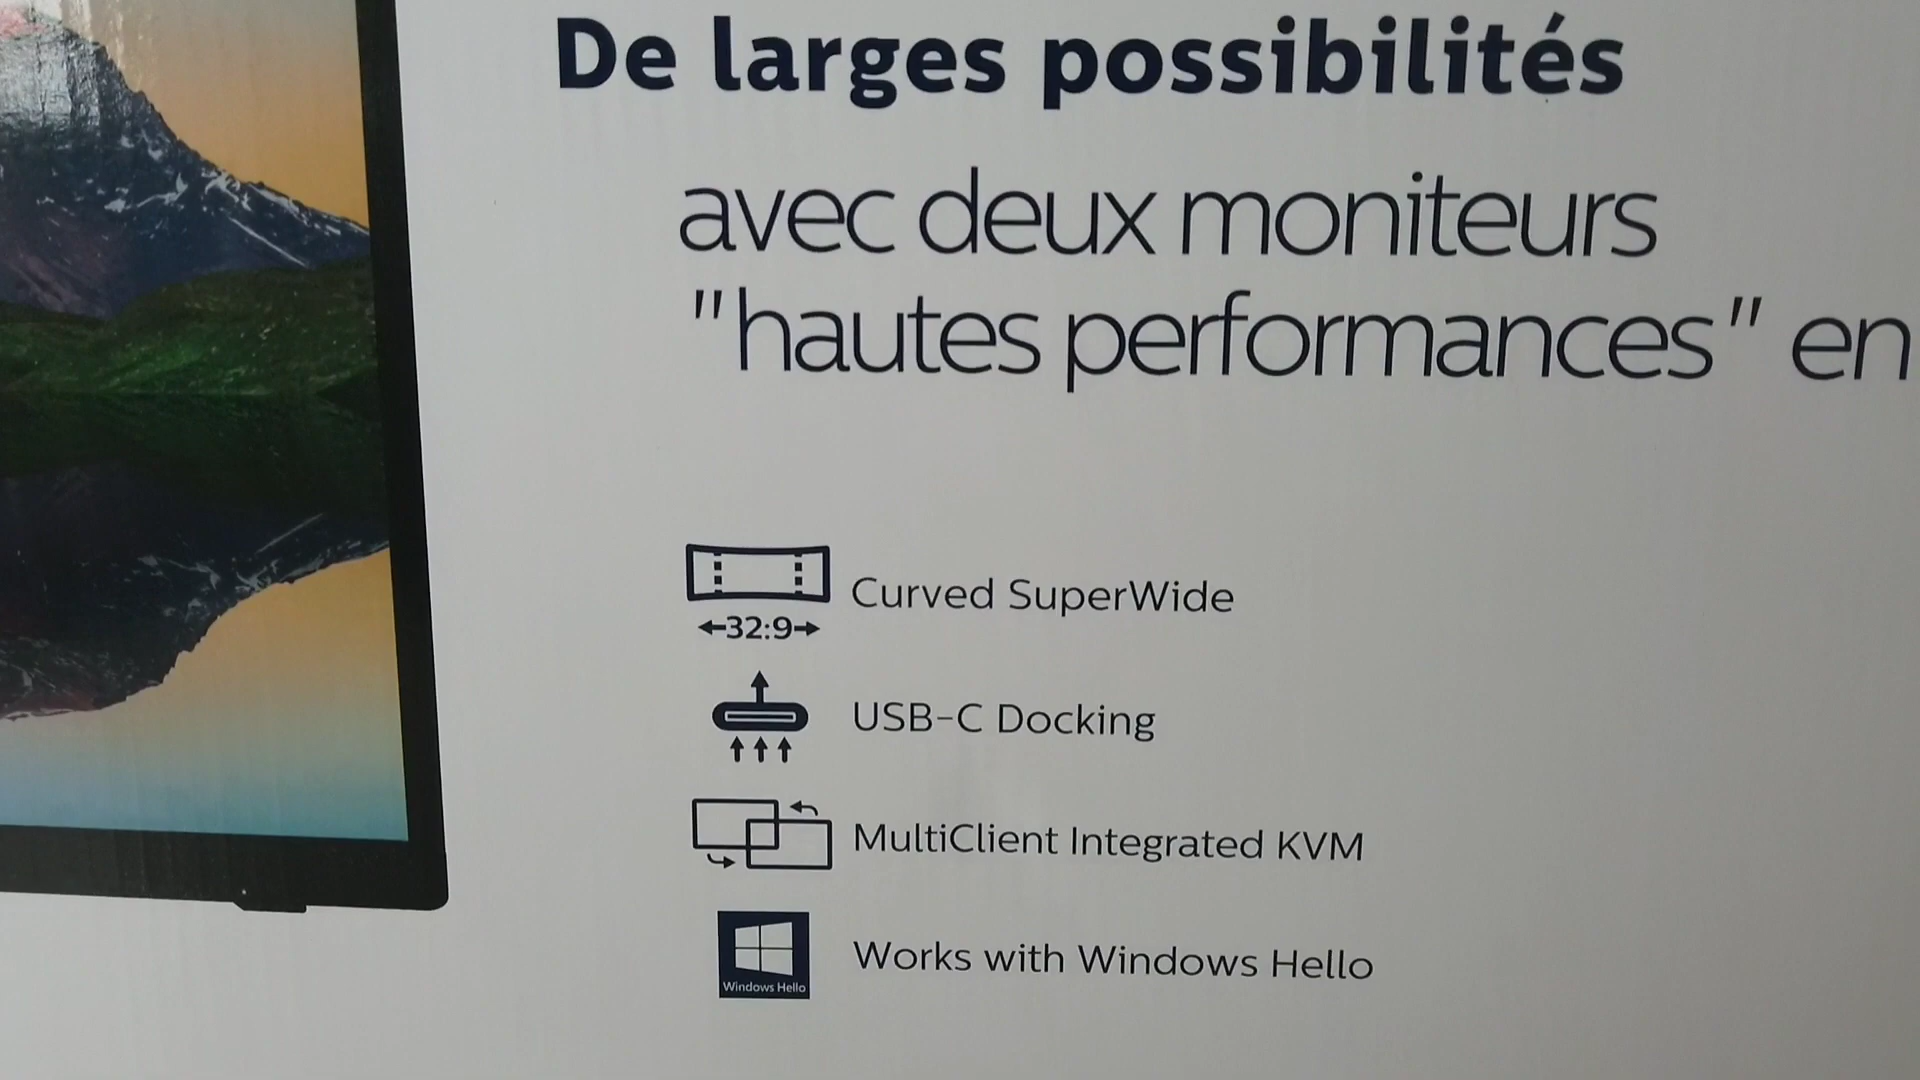 De larges possibilités
avec deux moniteurs
"hautes performances" en
Curved SuperWide
32:9
USB-C Docking
MultiClient Integrated KVM
Works with Windows Hello
Windows Hello